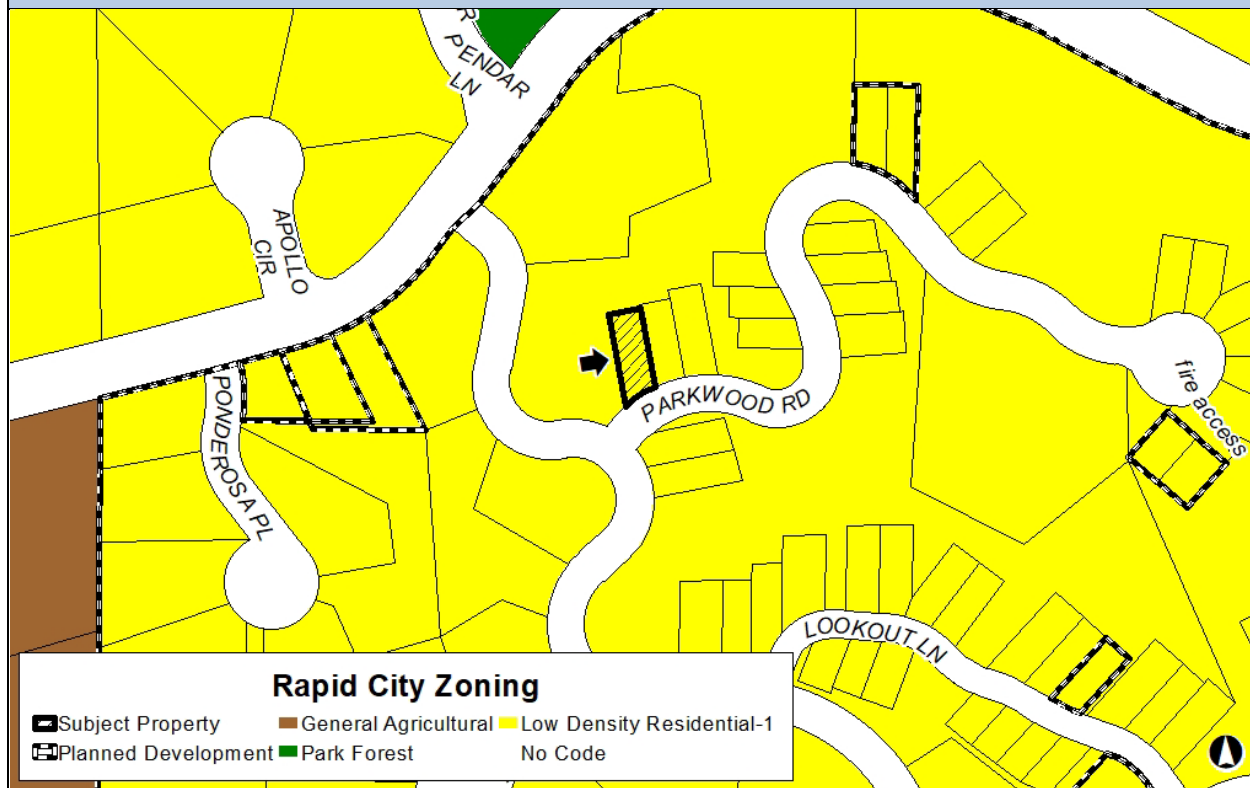 PENDAR
LN
APOLLO
CIR
PARKWOOD RD
PONDEROSA PL
fire access
LOOKOUT LN
Rapid City Zoning
Subject Property
General Agricultural
Low Density Residential-1
Planned Development
Park Forest
No Code